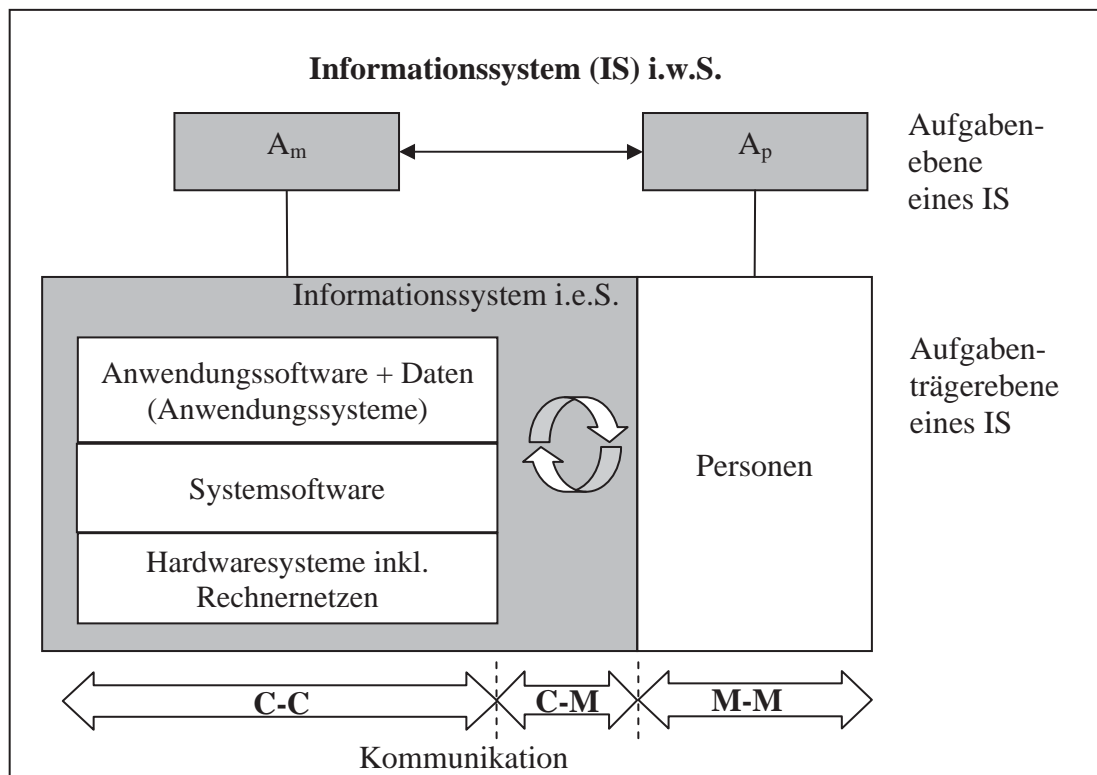 Informationssystem (IS) i.w.S.
Aₘ
Aₚ
Aufgaben-
ebene
eines IS
Informationssystem i.e.S.
Anwendungssoftware + Daten
(Anwendungssysteme)
Systemsoftware
Hardwaresysteme inkl.
Rechnernetzen
Personen
Aufgaben-
trägerebene
eines IS
C-C
C-M
M-M
Kommunikation